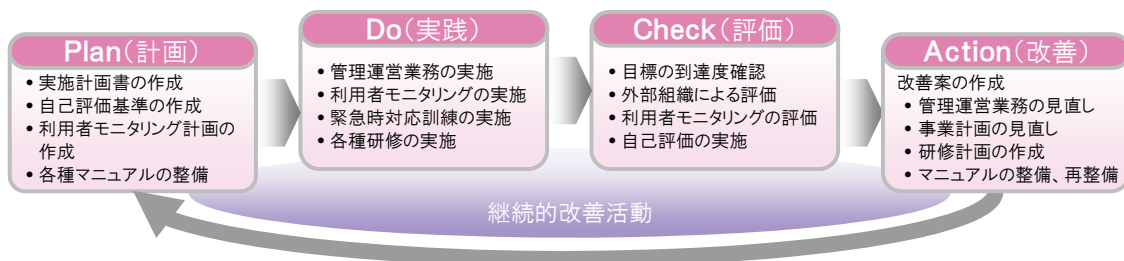 Plan（計画）
• 実施計画書の作成
• 自己評価基準の作成
• 利用者モニタリング計画の
作成
• 各種マニュアルの整備
Do（実践）
• 管理運営業務の実施
• 利用者モニタリングの実施
• 緊急時対応訓練の実施
• 各種研修の実施
Check（評価）
• 目標の到達度確認
• 外部組織による評価
• 利用者モニタリングの評価
• 自己評価の実施
Action（改善）
改善案の作成
• 管理運営業務の見直し
• 事業計画の見直し
• 研修計画の作成
• マニュアルの整備、再整備
継続的改善活動